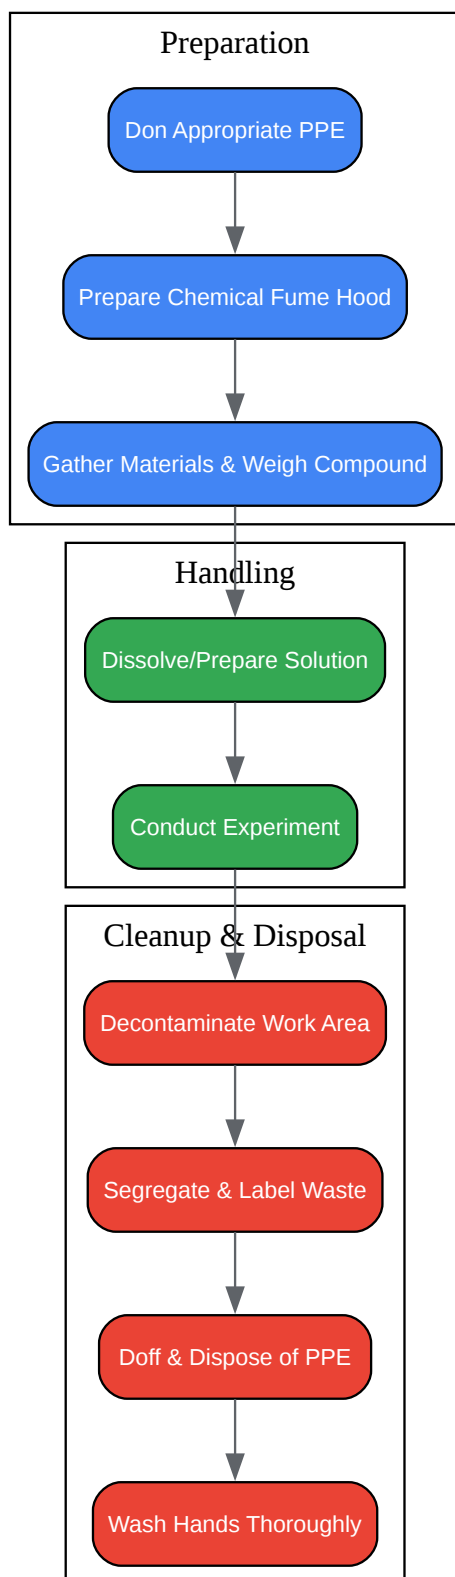 Preparation
Don Appropriate PPE
Prepare Chemical Fume Hood
Gather Materials & Weigh Compound
Handling
Dissolve/Prepare Solution
Conduct Experiment
Cleanup & Disposal
Decontaminate Work Area
Segregate & Label Waste
Doff & Dispose of PPE
Wash Hands Thoroughly